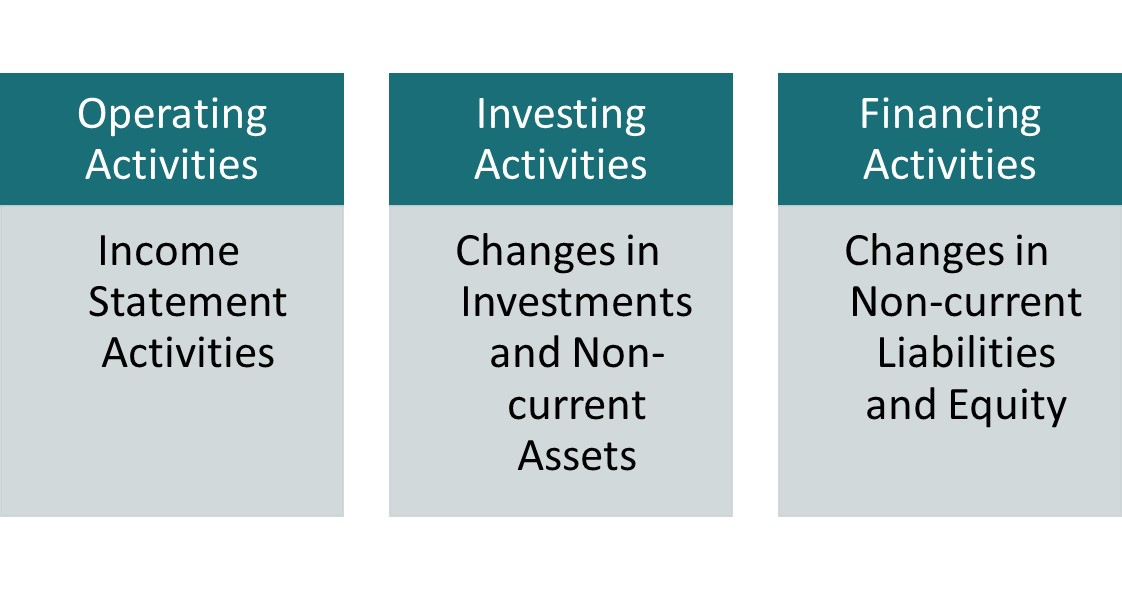 Operating
Activities
Income
Statement
Activities
Investing
Activities
Changes in
Investments
and Non-
current
Assets
Financing
Activities
Changes in
Non-current
Liabilities
and Equity